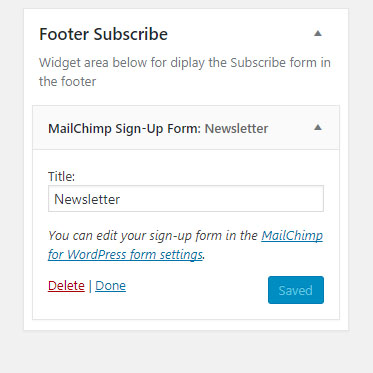 Footer Subscribe
Widget area below for diplay the Subscribe form in
the footer
MailChimp Sign-Up Form: Newsletter
Title:
Newsletter
You can edit your sign-up form in the MailChimp
for WordPress form settings.
Delete | Done
Saved